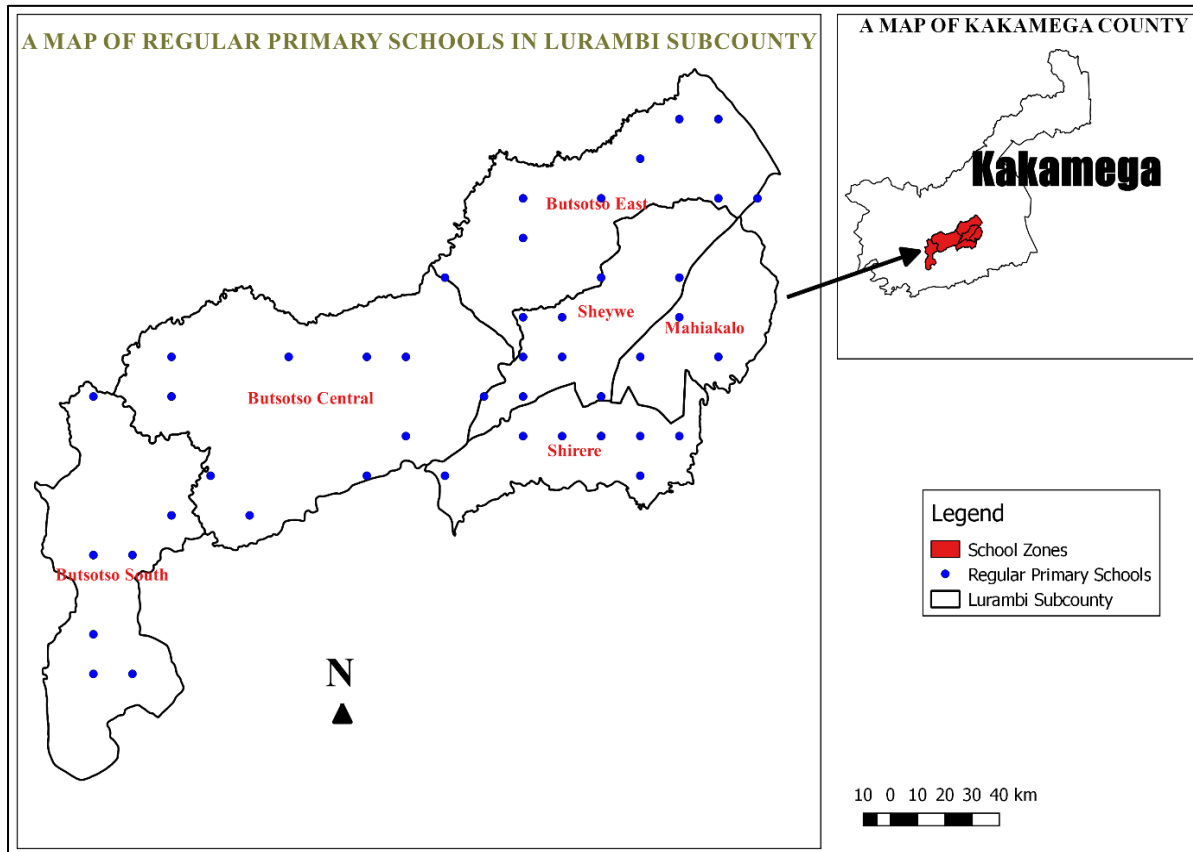 A MAP OF REGULAR PRIMARY SCHOOLS IN LURAMBI SUBCOUNTY
Butsotso East
Sheywe
Mahiakalo
Butsotso Central
Shirere
Butsotso South
N
A MAP OF KAKAMEGA COUNTY
Kakamega
Legend
School Zones
Regular Primary Schools
Lurambi Subcounty
10 0 10 20 30 40 km